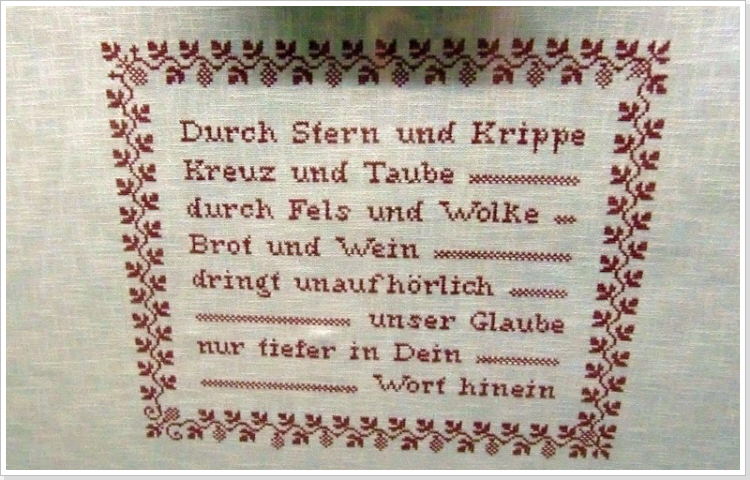 Durch Stern und Krippe
Kreuz und Taube
durch Fels und Wolke
Brot und Wein
dringt unaufhörlich
unser Glaube
nur tiefer in Dein
Wort hinein